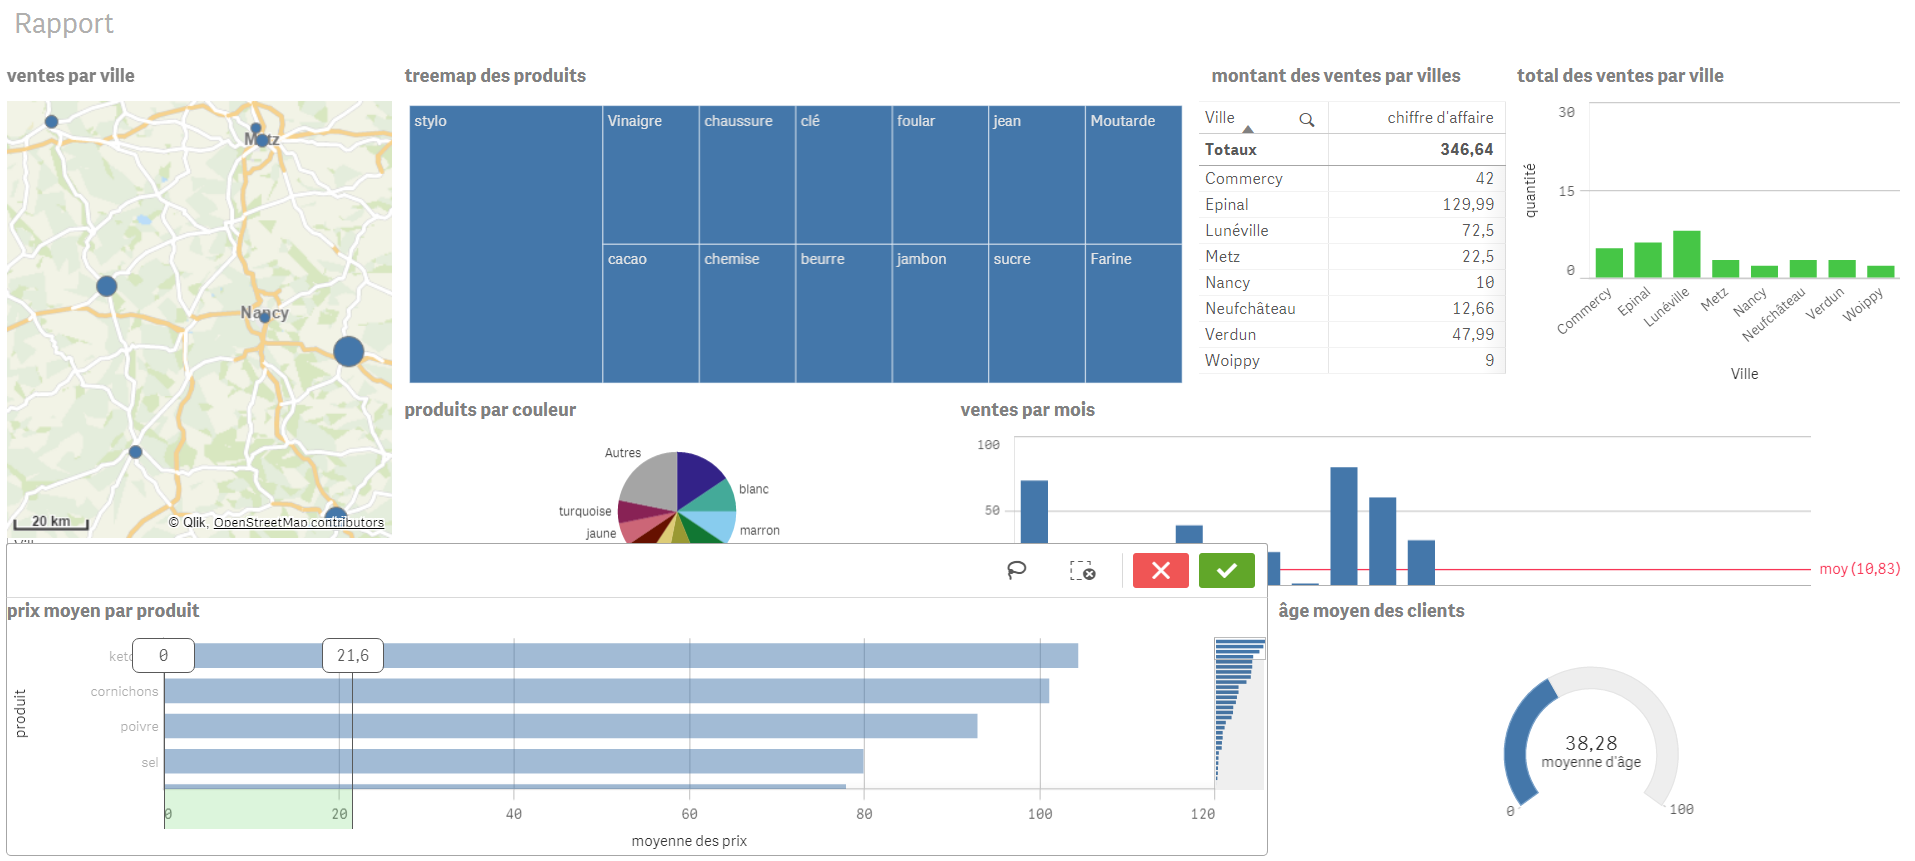 Rapport
ventes par ville
Metz
Nancy
20 km
© Qlik, OpenStreetMap contributors
treemap des produits
stylo
Vinaigre
chaussure
clé
foular
jean
Moutarde
cacao
chemise
beurre
jambon
sucre
Farine
montant des ventes par villes
Ville chiffre d'affaire
Totaux 346,64
Commercy 42
Epinal 129,99
Lunéville 72,5
Metz 22,5
Nancy 10
Neufchâteau 12,66
Verdun 47,99
Woippy 9
total des ventes par ville
quantité
30
15
0
Commercy
Epinal
Lunéville
Metz
Nancy
Neufchâteau
Verdun
Woippy
Ville
produits par couleur
Autres
blanc
turquoise
marron
jaune
ventes par mois
100
50
moy (10,83)
prix moyen par produit
produit
0
21,6
cornichons
poivre
sel
0 20 40 60 80 100 120
moyenne des prix
âge moyen des clients
38,28
moyenne d'âge
0
100